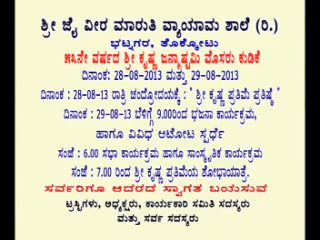 ಶ್ರೀ ಜೈ ವೀರ ಮಾರುತಿ ವ್ಯಾಯಾಮ ಶಾಲೆ (ರಿ.)
ಭಟ್ನಗರ, ತೊಕ್ಕೋಟು
೫೩ನೇ ವರ್ಷದ ಶ್ರೀ ಕೃಷ್ಣ ಜನ್ಮಾಷ್ಟಮಿ ಮೊಸರು ಕುಡಿಕೆ
ದಿನಾಂಕ: 28-08-2013 ಮತ್ತು 29-08-2013
ದಿನಾಂಕ : 28-08-13 ರಾತ್ರಿ ಚಂದ್ರೋದಯಕ್ಕೆ : " ಶ್ರೀ ಕೃಷ್ಣ ಪ್ರತಿಮೆ ಪ್ರತಿಷ್ಠೆ "
ದಿನಾಂಕ : 29-08-13 ಬೆಳಿಗ್ಗೆ 9.00ರಿಂದ ಭಜನಾ ಕಾರ್ಯಕ್ರಮ,
ಹಾಗೂ ವಿವಿಧ ಆಟೋಟ ಸ್ಪರ್ಧೆ
ಸಂಜೆ : 6.00 ಸಭಾ ಕಾರ್ಯಕ್ರಮ ಹಾಗೂ ಸಾಂಸ್ಕೃತಿಕ ಕಾರ್ಯಕ್ರಮ
ಸಂಜೆ : 7.00 ರಿಂದ ಶ್ರೀ ಕೃಷ್ಣ ಪ್ರತಿಮೆಯ ಶೋಭಾಯಾತ್ರೆ.
ಸರ್ವರಿಗೂ ಆದರದ ಸ್ವಾಗತ ಬಯಸುವ
ಟ್ರಸ್ಟಿಗಳು, ಅಧ್ಯಕ್ಷರು, ಕಾರ್ಯಕಾರಿ ಸಮಿತಿ ಸದಸ್ಯರು
ಮತ್ತು ಸರ್ವ ಸದಸ್ಯರು